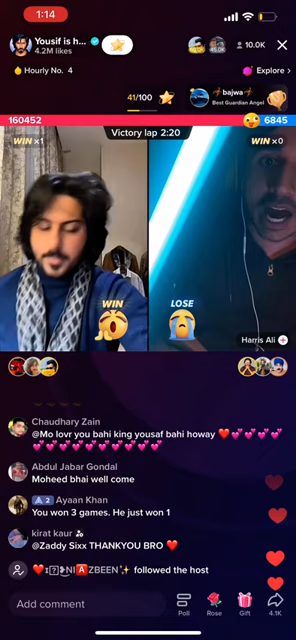 1:14
Yousif is h...
4.2M likes
10.0K
Hourly No. 4
Explore >
41/100
bajwa
Best Guardian Angel
160452
6845
Victory lap 2:20
WIN ×1
WIN ×0
WIN
LOSE
Harris Ali
Chaudhary Zain
@Mo lovr you bahi king yousaf bahi howay ❤️💕💕💕💕
💕💕💕💕💕💕💕💕💕💕
Abdul Jabar Gondal
Moheed bhai well come
2 Ayaan Khan
You won 3 games. He just won 1
kirat kaur
@Zaddy Sixx THANKYOU BRO ❤️
followed the host
Add comment
Poll
Rose
Gift
4.1K